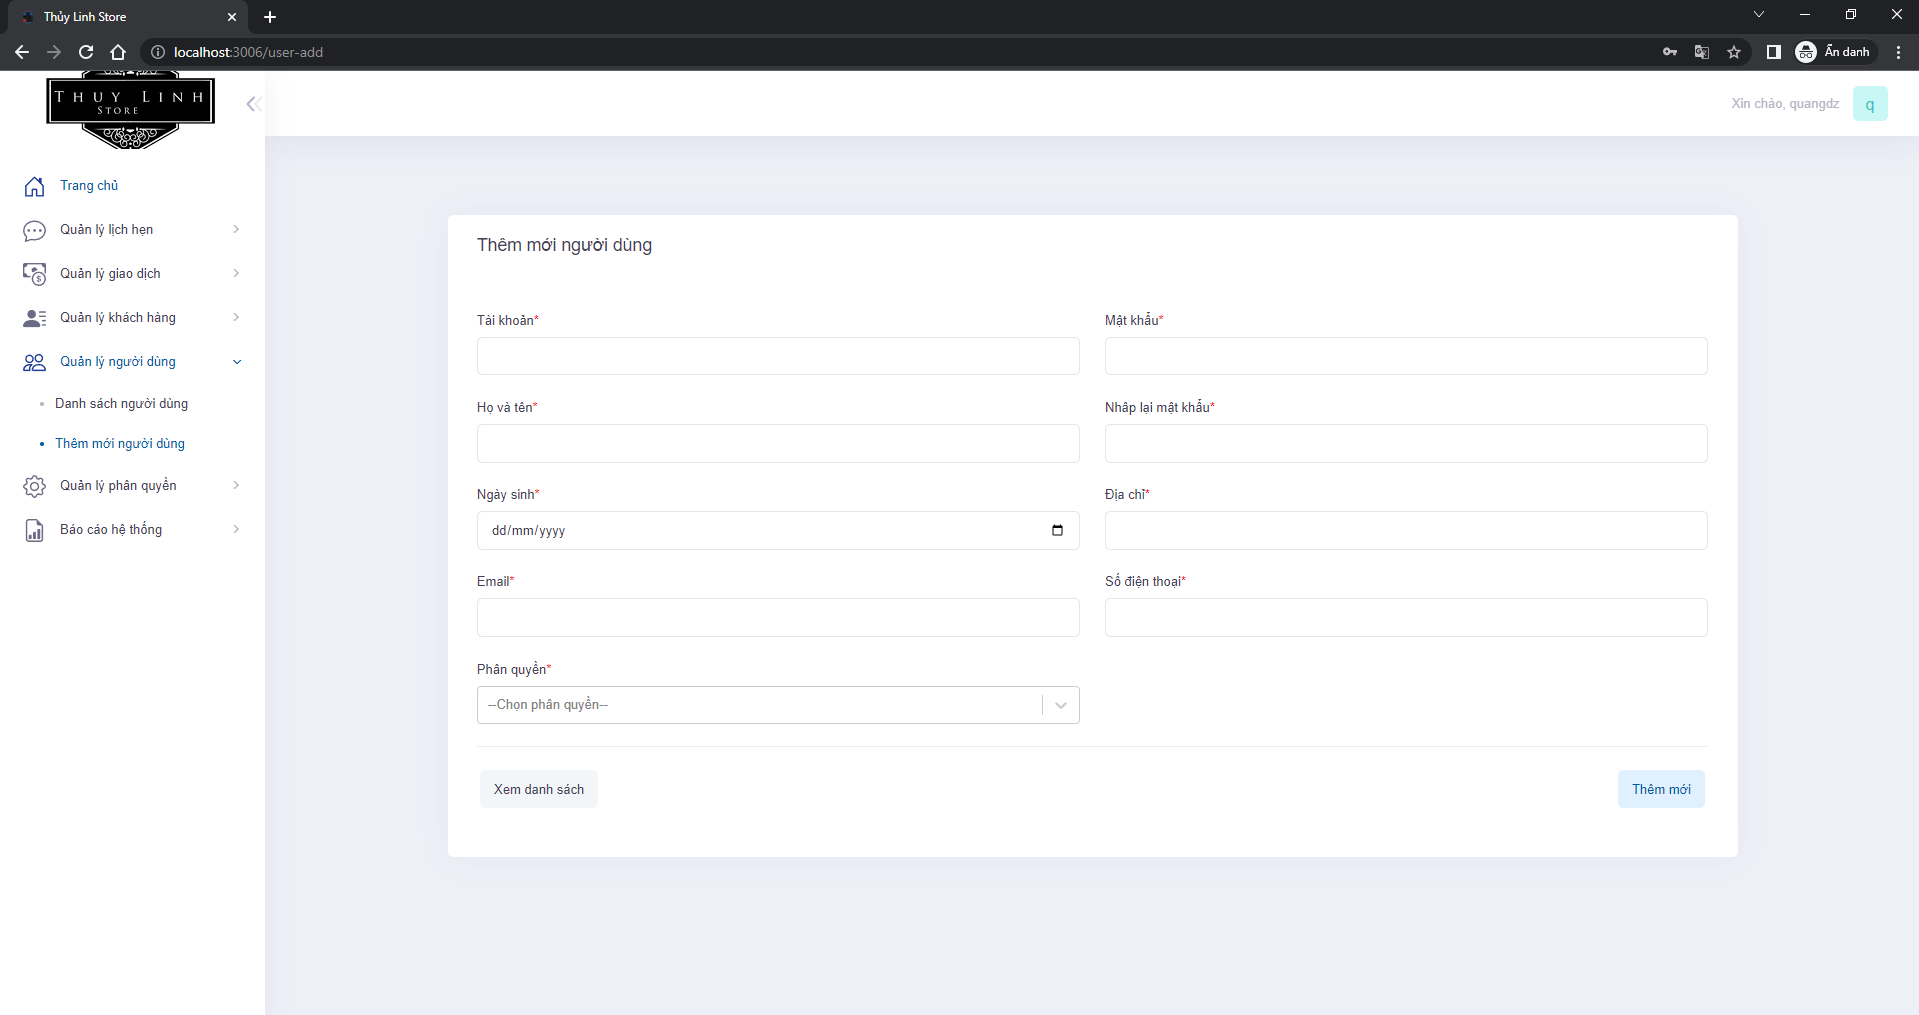 Thủy Linh Store
localhost:3006/user-add
Ẩn danh
THUY LINH
STORE
Xin chào, quangdz
q
Trang chủ
Quản lý lịch hẹn
Quản lý giao dịch
Quản lý khách hàng
Quản lý người dùng
Danh sách người dùng
Thêm mới người dùng
Quản lý phân quyền
Báo cáo hệ thống
Thêm mới người dùng
Tài khoản*
Mật khẩu*
Họ và tên*
Nhâp lại mật khẩu*
Ngày sinh*
dd/mm/yyyy
Địa chỉ*
Email*
Số điện thoại*
Phân quyền*
--Chọn phân quyền--
Xem danh sách
Thêm mới